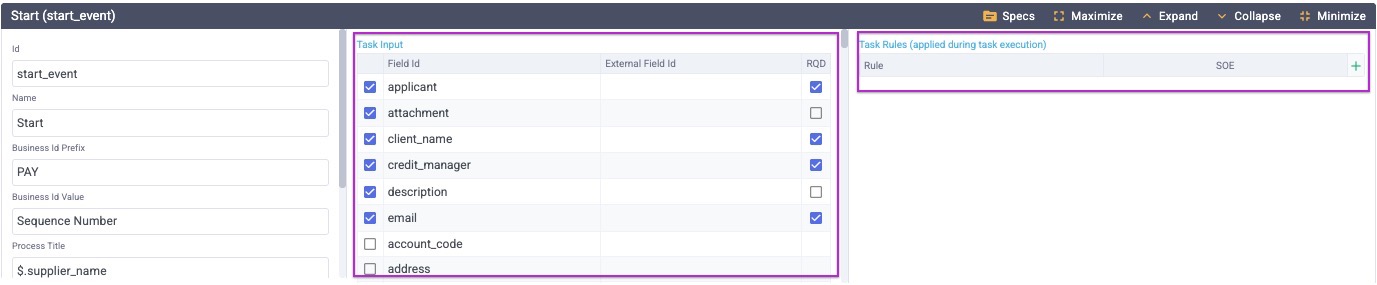 Start (start_event)
Specs Maximize Expand Collapse Minimize
Id
start_event
Name
Start
Business Id Prefix
PAY
Business Id Value
Sequence Number
Process Title
$.supplier_name
Task Input
Field Id External Field Id RQD
applicant
attachment
client_name
credit_manager
description
email
account_code
address
Task Rules (applied during task execution)
Rule SOE +